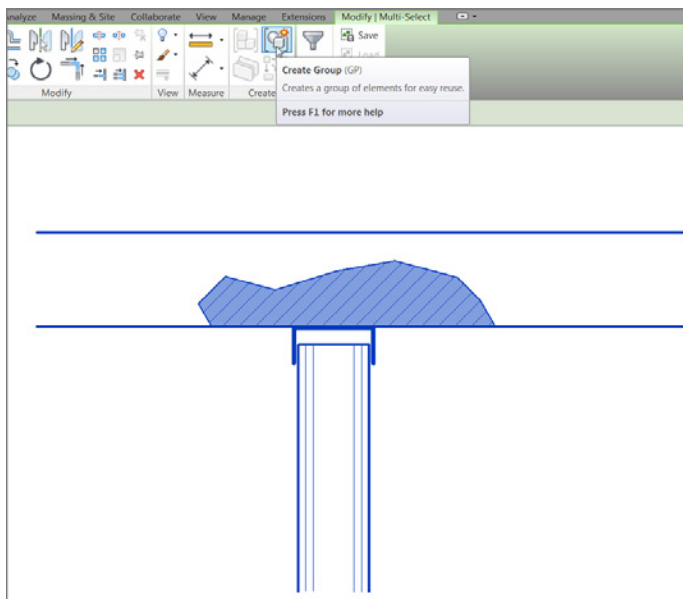 Analyze Massing & Site Collaborate View Manage Extensions Modify | Multi-Select
Save
Load
Modify View Measure Create
Create Group (GP)
Creates a group of elements for easy reuse.
Press F1 for more help